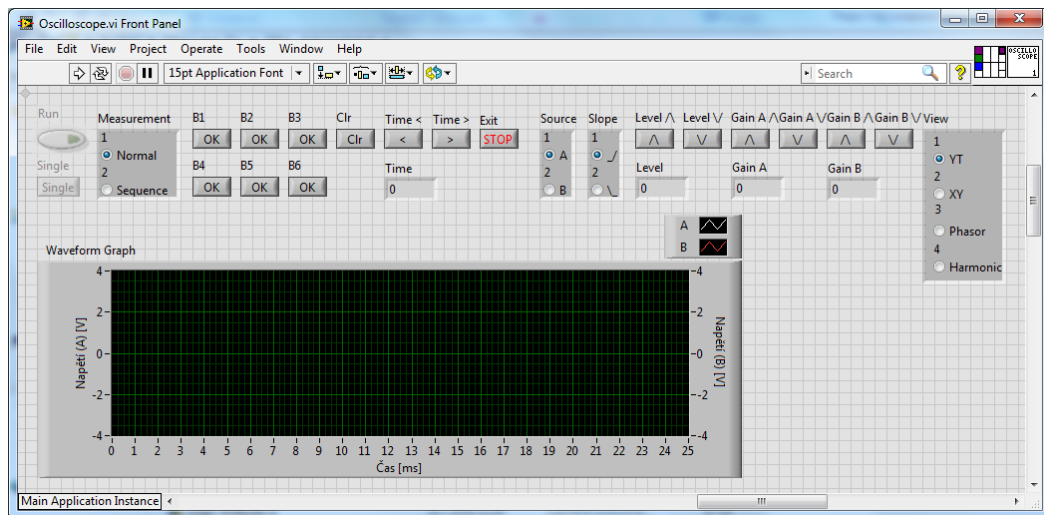 Oscilloscope.vi Front Panel
File Edit View Project Operate Tools Window Help
15pt Application Font
Search
OSCILLO
SCOPE
1
Run Measurement B1 B2 B3 Clr Time < Time > Exit Source Slope Level /\ Level \/ Gain A /\ Gain A \/ Gain B /\ Gain B \/ View
1 OK OK OK Clr < > STOP 1 1 /\ \/ /\ \/ /\ \/ 1
Normal A _/ YT
Single 2 B4 B5 B6 Time 2 2 Level Gain A Gain B 2
Single Sequence OK OK OK 0 B \_ 0 0 0 XY
3
Phasor
4
Harmonic
A
B
Waveform Graph
4 4
2 2
0 0
-2 -2
-4 -4
Napětí (A) [V]
Napětí (B) [V]
0 1 2 3 4 5 6 7 8 9 10 11 12 13 14 15 16 17 18 19 20 21 22 23 24 25
Čas [ms]
Main Application Instance